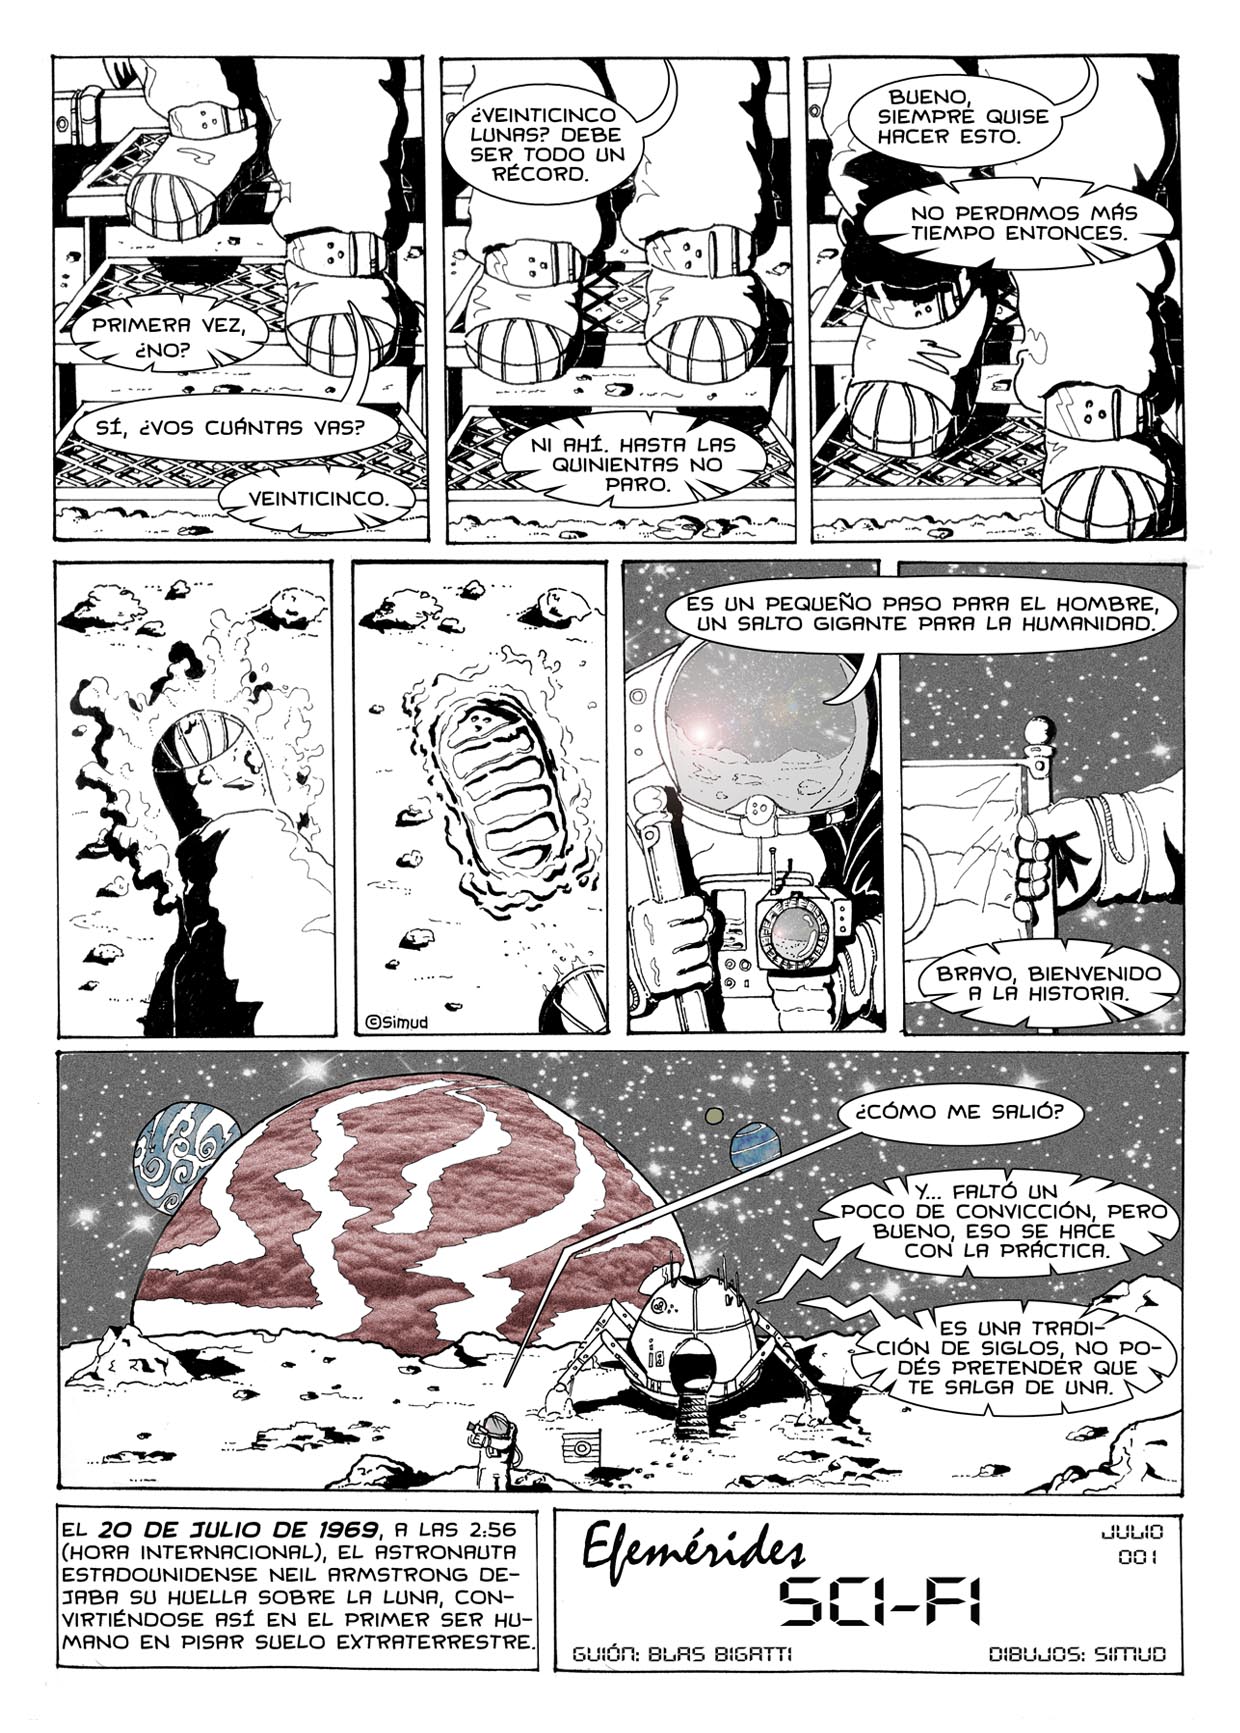 PRIMERA VEZ,
¿NO?
SÍ, ¿VOS CUÁNTAS VAS?
VEINTICINCO.
¿VEINTICINCO
LUNAS? DEBE
SER TODO UN
RÉCORD.
NI AHÍ. HASTA LAS
QUINIENTAS NO
PARO.
BUENO,
SIEMPRE QUISE
HACER ESTO.
NO PERDAMOS MÁS
TIEMPO ENTONCES.
©Simud
ES UN PEQUEÑO PASO PARA EL HOMBRE,
UN SALTO GIGANTE PARA LA HUMANIDAD.
BRAVO, BIENVENIDO
A LA HISTORIA.
¿CÓMO ME SALIÓ?
Y... FALTÓ UN
POCO DE CONVICCIÓN, PERO
BUENO, ESO SE HACE
CON LA PRÁCTICA.
ES UNA TRADI-
CIÓN DE SIGLOS, NO PO-
DÉS PRETENDER QUE
TE SALGA DE UNA.
EL 20 DE JULIO DE 1969, A LAS 2:56
(HORA INTERNACIONAL), EL ASTRONAUTA
ESTADOUNIDENSE NEIL ARMSTRONG DE-
JABA SU HUELLA SOBRE LA LUNA, CON-
VIRTIÉNDOSE ASÍ EN EL PRIMER SER HU-
MANO EN PISAR SUELO EXTRATERRESTRE.
Efemérides
SCI-FI
JULIO
001
GUIÓN: BLAS BIGATTI
DIBUJOS: SIMUD